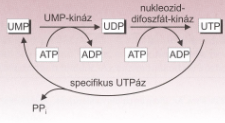 nukleozid-
UMP-kináz difoszfát-kináz
UMP UDP UTP
ATP ADP ATP ADP
specifikus UTPáz
PPi